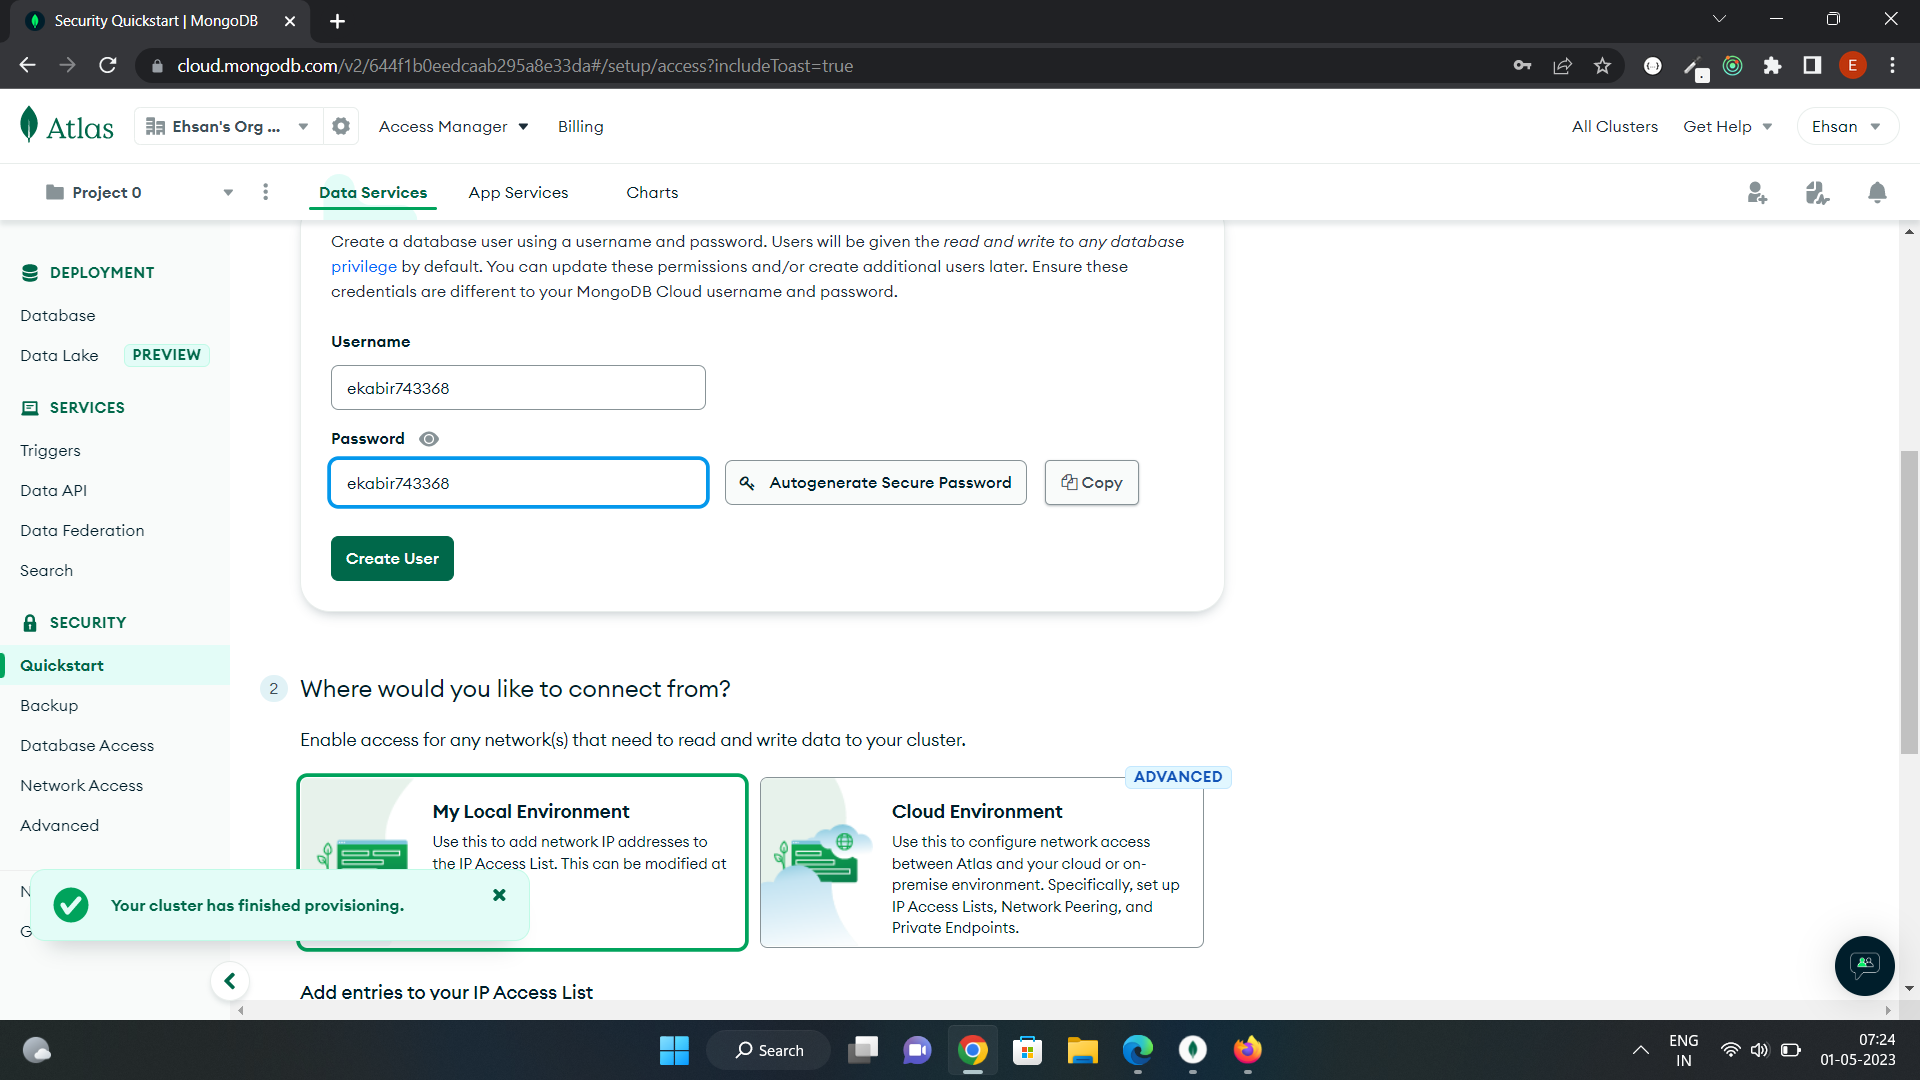 Security Quickstart | MongoDB
cloud.mongodb.com/v2/644f1b0eedcaab295a8e33da#/setup/access?includeToast=true
E
Atlas
Ehsan's Org ...
Access Manager
Billing
All Clusters
Get Help
Ehsan
Project 0
Data Services
App Services
Charts
DEPLOYMENT
Database
Data Lake
PREVIEW
SERVICES
Triggers
Data API
Data Federation
Search
SECURITY
Quickstart
Backup
Database Access
Network Access
Advanced
N
G
Create a database user using a username and password. Users will be given the read and write to any database
privilege by default. You can update these permissions and/or create additional users later. Ensure these
credentials are different to your MongoDB Cloud username and password.
Username
ekabir743368
Password
ekabir743368
Autogenerate Secure Password
Copy
Create User
2 Where would you like to connect from?
Enable access for any network(s) that need to read and write data to your cluster.
My Local Environment
Use this to add network IP addresses to
the IP Access List. This can be modified at
ADVANCED
Cloud Environment
Use this to configure network access
between Atlas and your cloud or on-
premise environment. Specifically, set up
IP Access Lists, Network Peering, and
Private Endpoints.
Your cluster has finished provisioning.
Add entries to your IP Access List
Search
ENG
IN
07:24
01-05-2023